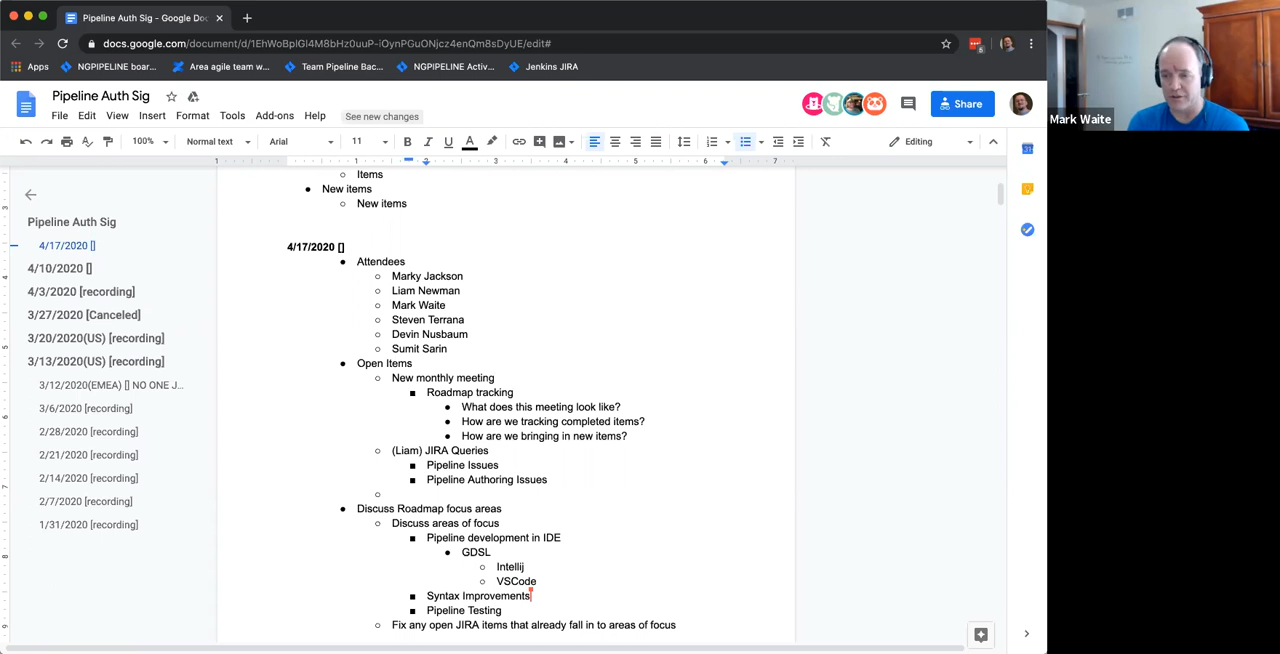 Pipeline Auth Sig - Google Doc
docs.google.com/document/d/1EhWoBplGl4M8bHz0uuP-iOynPGuONjcz4enQm8sDyUE/edit#
Apps NGPIPELINE boar... Area agile team w... Team Pipeline Bac... NGPIPELINE Activ... Jenkins JIRA
Pipeline Auth Sig
File Edit View Insert Format Tools Add-ons Help See new changes
Share
100% Normal text Arial 11 Editing
1 1 2 3 4 5 6 7
Items
New items
New items
Pipeline Auth Sig
4/17/2020 []
4/10/2020 []
4/3/2020 [recording]
3/27/2020 [Canceled]
3/20/2020(US) [recording]
3/13/2020(US) [recording]
3/12/2020(EMEA) [] NO ONE J...
3/6/2020 [recording]
2/28/2020 [recording]
2/21/2020 [recording]
2/14/2020 [recording]
2/7/2020 [recording]
1/31/2020 [recording]
4/17/2020 []
Attendees
Marky Jackson
Liam Newman
Mark Waite
Steven Terrana
Devin Nusbaum
Sumit Sarin
Open Items
New monthly meeting
Roadmap tracking
What does this meeting look like?
How are we tracking completed items?
How are we bringing in new items?
(Liam) JIRA Queries
Pipeline Issues
Pipeline Authoring Issues
Discuss Roadmap focus areas
Discuss areas of focus
Pipeline development in IDE
GDSL
Intellij
VSCode
Syntax Improvements
Pipeline Testing
Fix any open JIRA items that already fall in to areas of focus
Mark Waite